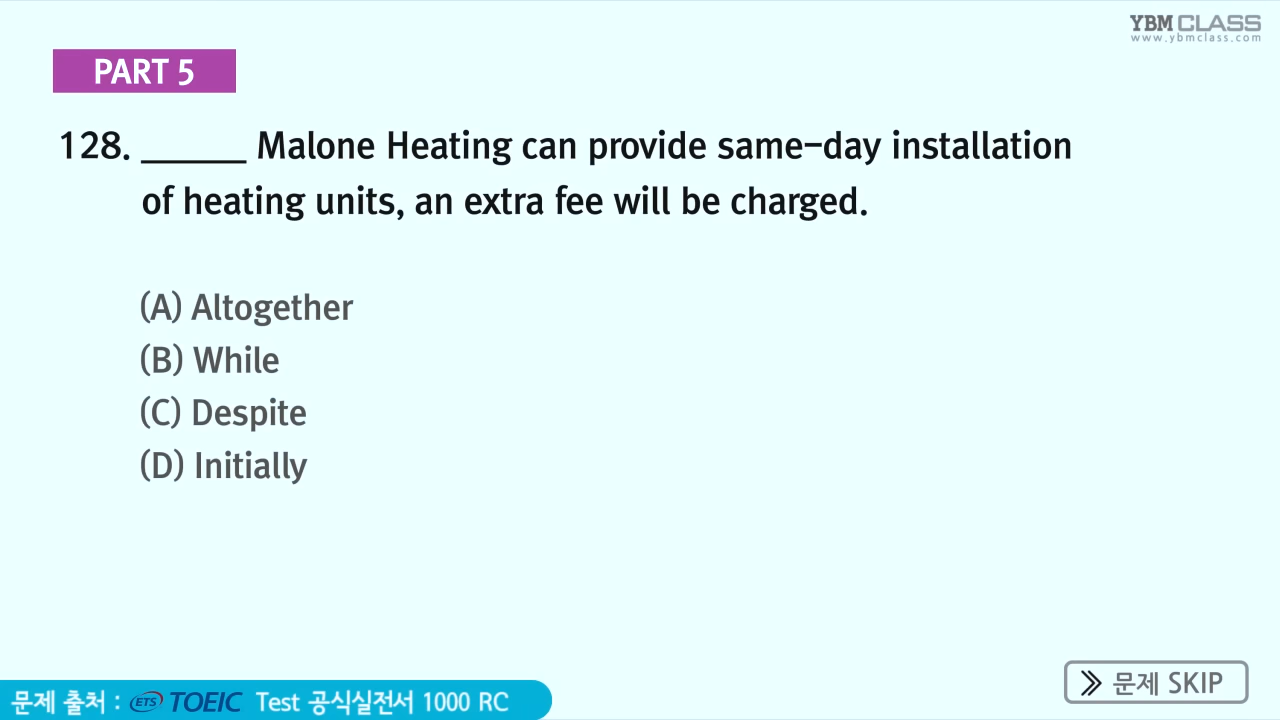 YBM CLASS
www.ybmclass.com
PART 5
128. _____ Malone Heating can provide same-day installation
of heating units, an extra fee will be charged.
(A) Altogether
(B) While
(C) Despite
(D) Initially
문제 SKIP
문제 출처 : ETS TOEIC Test 공식실전서 1000 RC